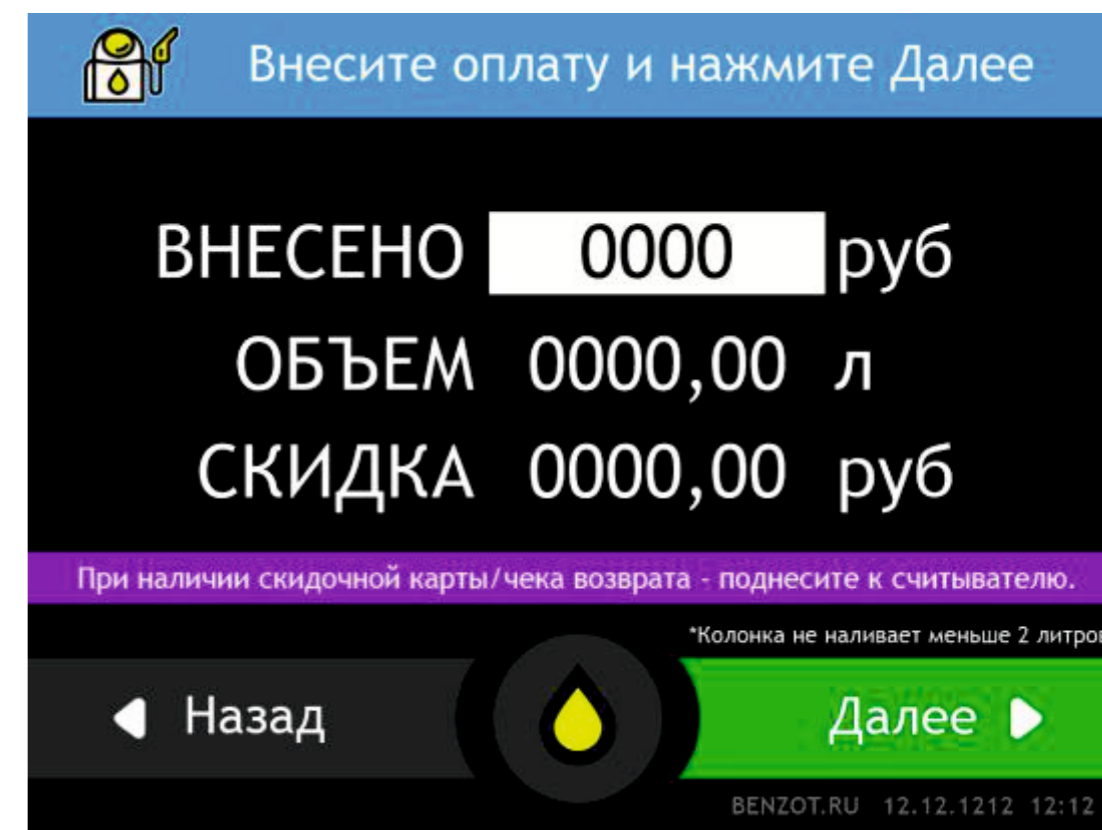 Внесите оплату и нажмите Далее
ВНЕСЕНО 0000 руб
ОБЪЕМ 0000,00 л
СКИДКА 0000,00 руб
При наличии скидочной карты/чека возврата - поднесите к считывателю.
*Колонка не наливает меньше 2 литров
Назад
Далее
BENZOT.RU 12.12.1212 12:12